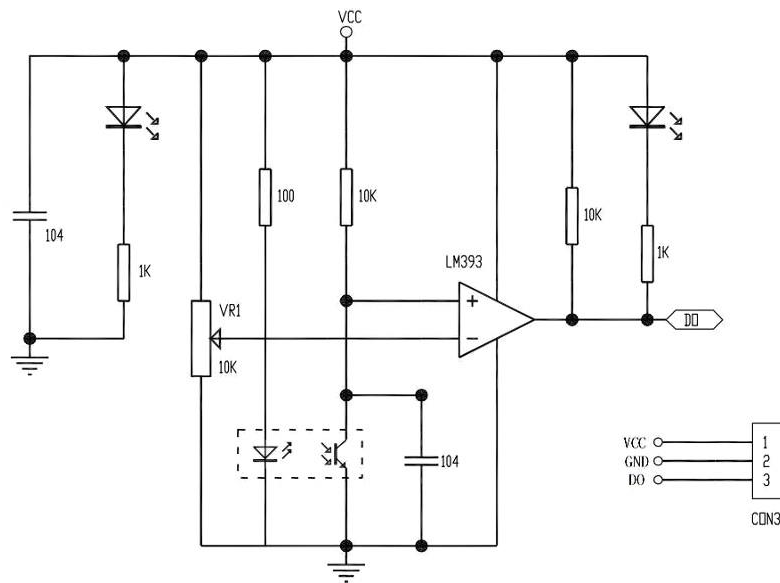 VCC
104
1K
VR1
10K
100
10K
LM393
+
−
10K
1K
DO
104
VCC 1
GND 2
DO 3
CON3